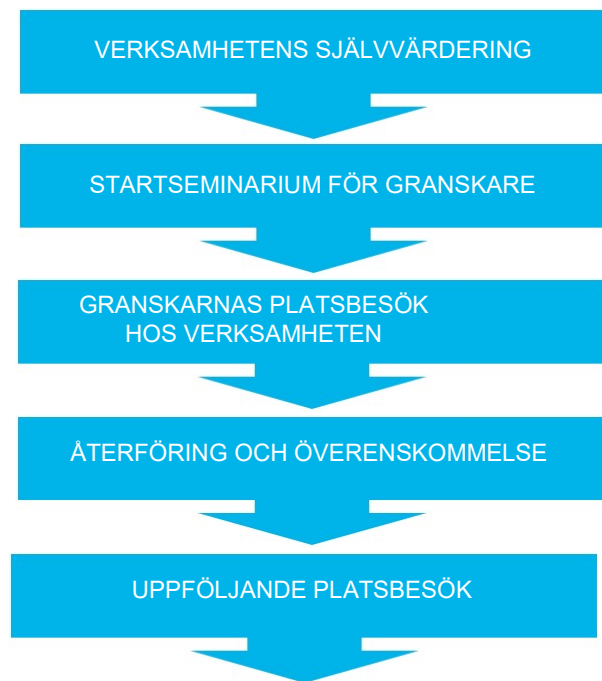 VERKSAMHETENS SJÄLVVÄRDERING
STARTSEMINARIUM FÖR GRANSKARE
GRANSKARNAS PLATSBESÖK
HOS VERKSAMHETEN
ÅTERFÖRING OCH ÖVERENSKOMMELSE
UPPFÖLJANDE PLATSBESÖK